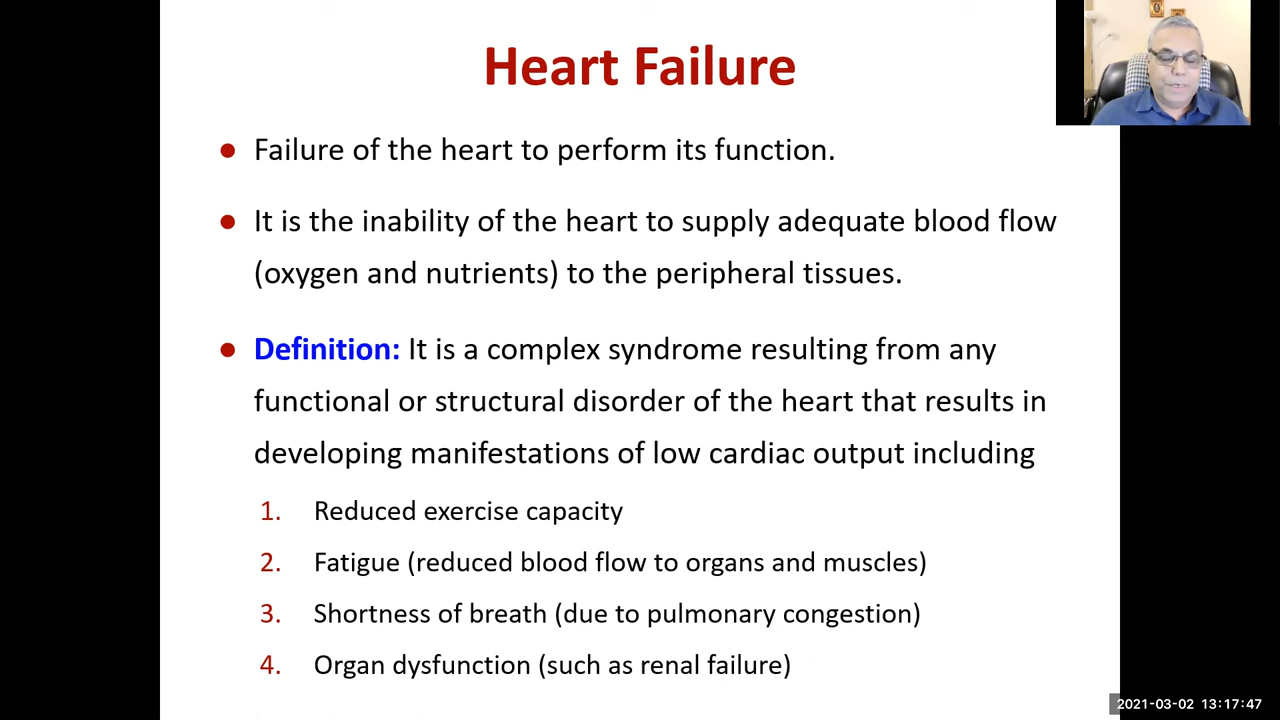 Heart Failure
● Failure of the heart to perform its function.
● It is the inability of the heart to supply adequate blood flow
(oxygen and nutrients) to the peripheral tissues.
● Definition: It is a complex syndrome resulting from any
functional or structural disorder of the heart that results in
developing manifestations of low cardiac output including
1. Reduced exercise capacity
2. Fatigue (reduced blood flow to organs and muscles)
3. Shortness of breath (due to pulmonary congestion)
4. Organ dysfunction (such as renal failure)
2021-03-02 13:17:47